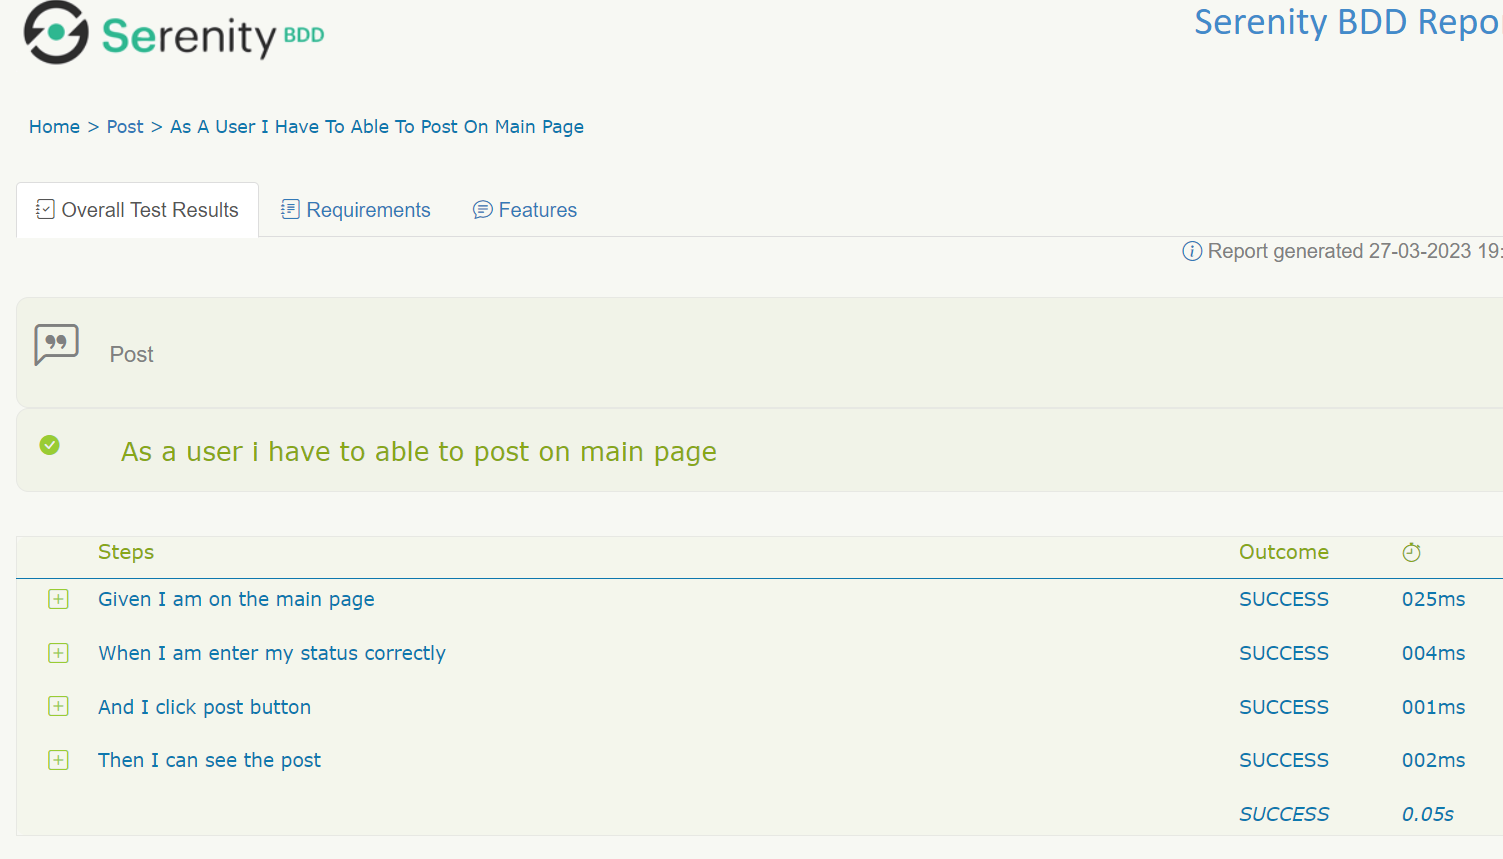 Serenity BDD
Serenity BDD Repo
Home > Post > As A User I Have To Able To Post On Main Page
Overall Test Results Requirements Features
Report generated 27-03-2023 19:
Post
As a user i have to able to post on main page
Steps Outcome
Given I am on the main page SUCCESS 025ms
When I am enter my status correctly SUCCESS 004ms
And I click post button SUCCESS 001ms
Then I can see the post SUCCESS 002ms
SUCCESS 0.05s